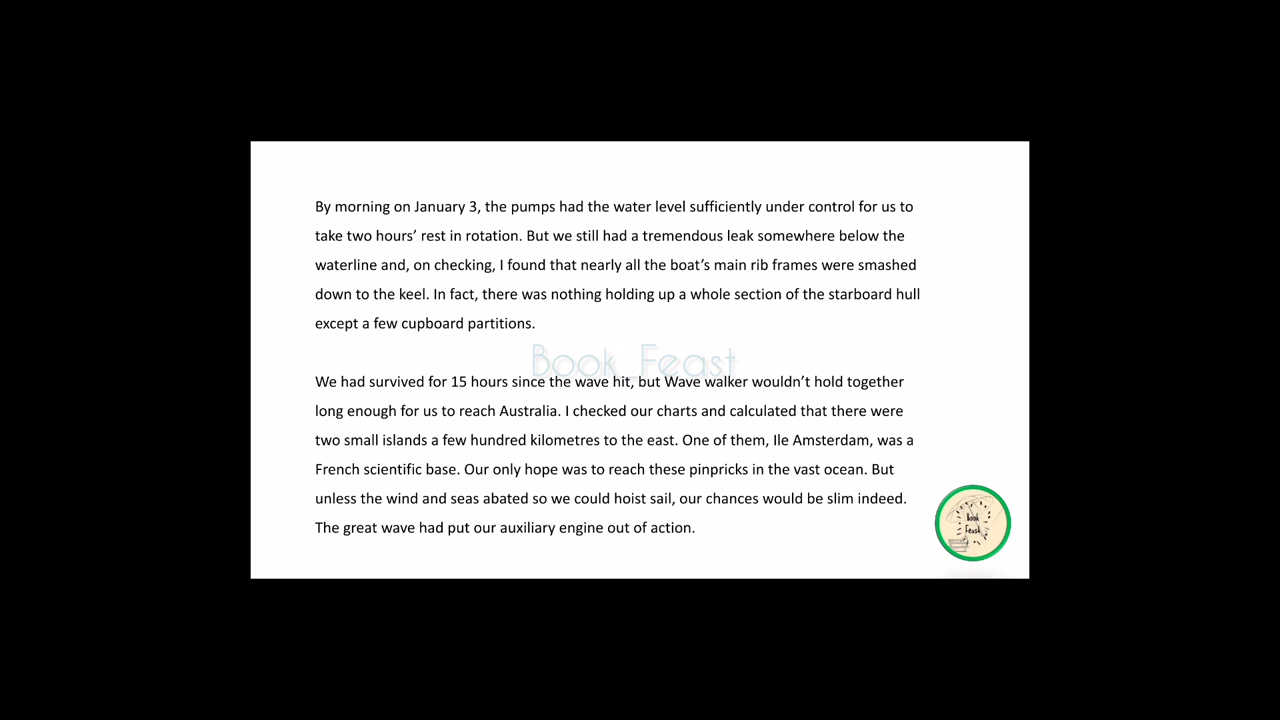 By morning on January 3, the pumps had the water level sufficiently under control for us to
take two hours’ rest in rotation. But we still had a tremendous leak somewhere below the
waterline and, on checking, I found that nearly all the boat’s main rib frames were smashed
down to the keel. In fact, there was nothing holding up a whole section of the starboard hull
except a few cupboard partitions.
Book_Feast
We had survived for 15 hours since the wave hit, but Wave walker wouldn’t hold together
long enough for us to reach Australia. I checked our charts and calculated that there were
two small islands a few hundred kilometres to the east. One of them, Ile Amsterdam, was a
French scientific base. Our only hope was to reach these pinpricks in the vast ocean. But
unless the wind and seas abated so we could hoist sail, our chances would be slim indeed.
The great wave had put our auxiliary engine out of action.
Book
Feast